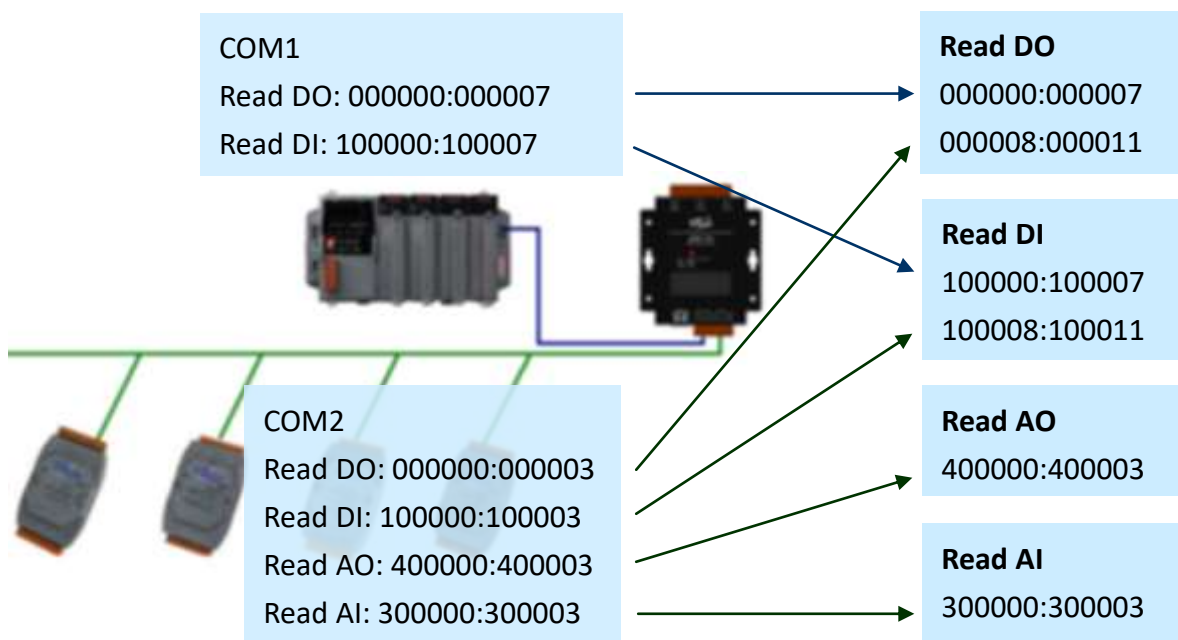 COM1
Read DO: 000000:000007
Read DI: 100000:100007
COM2
Read DO: 000000:000003
Read DI: 100000:100003
Read AO: 400000:400003
Read AI: 300000:300003
Read DO
000000:000007
000008:000011
Read DI
100000:100007
100008:100011
Read AO
400000:400003
Read AI
300000:300003